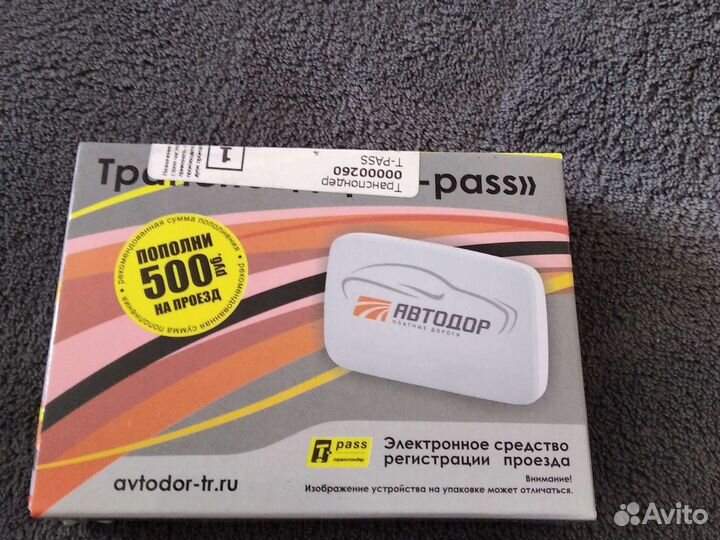 Транспондер
00000260
T-PASS
1
-pass»
рекомендованная сумма пополнения
ПОПОЛНИ
500 руб.
НА ПРОЕЗД
рекомендованная сумма пополнения
АВТОДОР
ПЛАТНЫЕ ДОРОГИ
T pass
транспондер
Электронное средство
регистрации проезда
Внимание!
Изображение устройства на упаковке может отличаться.
avtodor-tr.ru
Avito